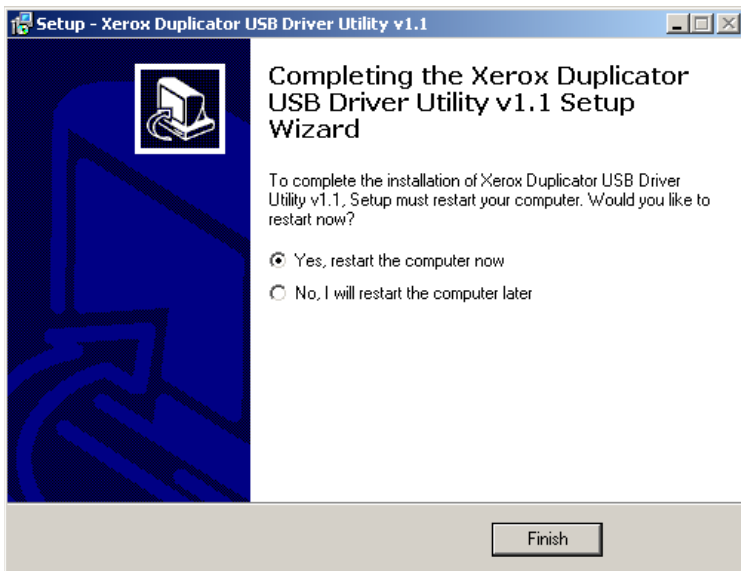 Setup - Xerox Duplicator USB Driver Utility v1.1
Completing the Xerox Duplicator
USB Driver Utility v1.1 Setup
Wizard
To complete the installation of Xerox Duplicator USB Driver
Utility v1.1, Setup must restart your computer. Would you like to
restart now?
Yes, restart the computer now
No, I will restart the computer later
Finish